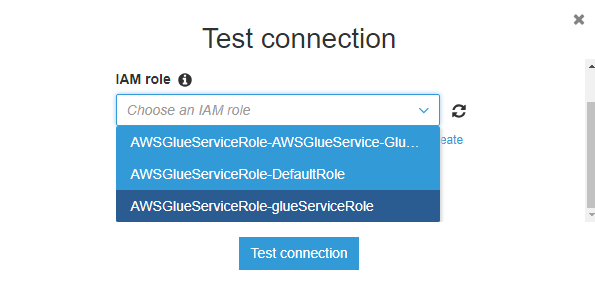 Test connection
IAM role
Choose an IAM role
AWSGlueServiceRole-AWSGlueService-Glu...
eate
AWSGlueServiceRole-DefaultRole
AWSGlueServiceRole-glueServiceRole
Test connection